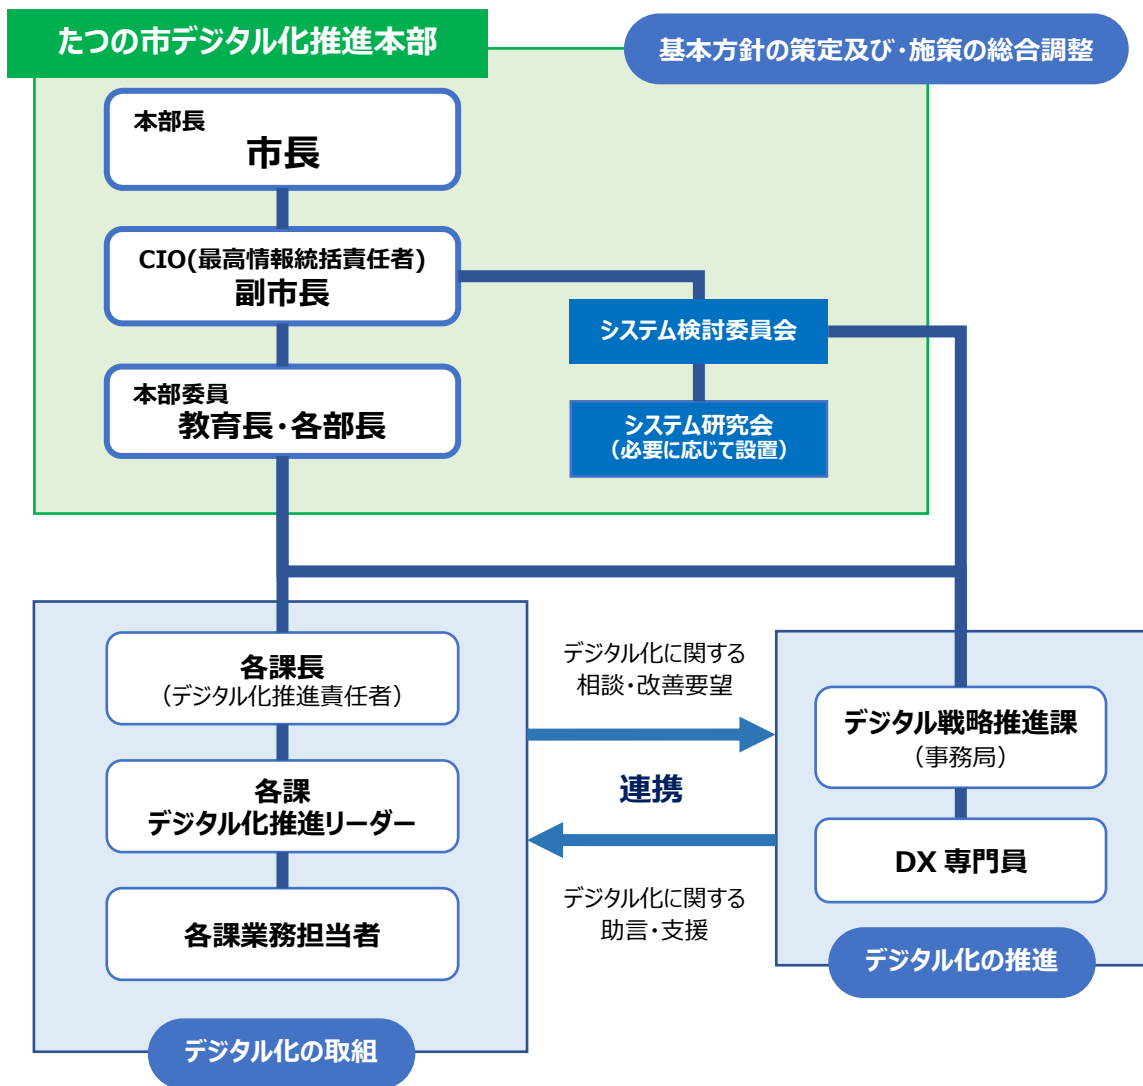 たつの市デジタル化推進本部
基本方針の策定及び・施策の総合調整
本部長
市長
CIO(最高情報統括責任者)
副市長
本部委員
教育長・各部長
システム検討委員会
システム研究会
（必要に応じて設置）
各課長
（デジタル化推進責任者）
各課
デジタル化推進リーダー
各課業務担当者
デジタル化の取組
デジタル化に関する
相談・改善要望
連携
デジタル化に関する
助言・支援
デジタル戦略推進課
（事務局）
DX 専門員
デジタル化の推進